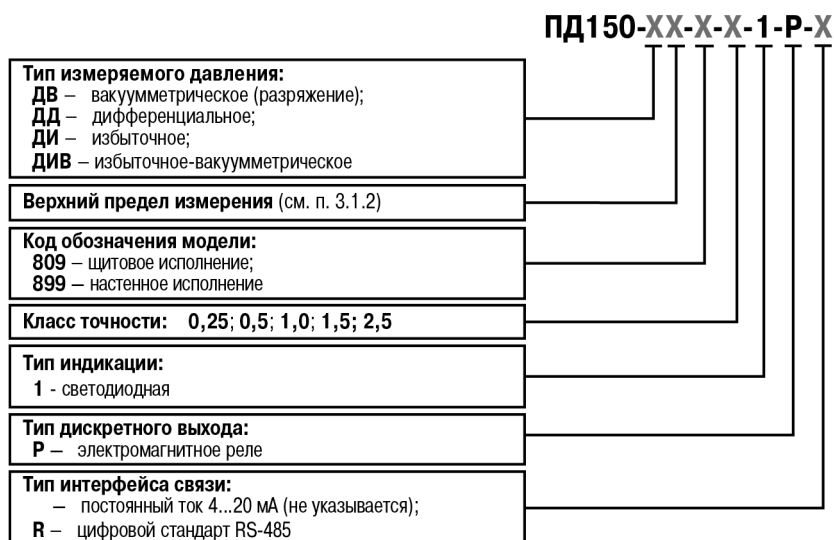 ПД150-ХХ-Х-Х-1-Р-Х
Тип измеряемого давления:
ДВ – вакуумметрическое (разряжение);
ДД – дифференциальное;
ДИ – избыточное;
ДИВ – избыточное-вакуумметрическое
Верхний предел измерения (см. п. 3.1.2)
Код обозначения модели:
809 – щитовое исполнение;
899 – настенное исполнение
Класс точности: 0,25; 0,5; 1,0; 1,5; 2,5
Тип индикации:
1 - светодиодная
Тип дискретного выхода:
Р – электромагнитное реле
Тип интерфейса связи:
– постоянный ток 4...20 мА (не указывается);
R – цифровой стандарт RS-485